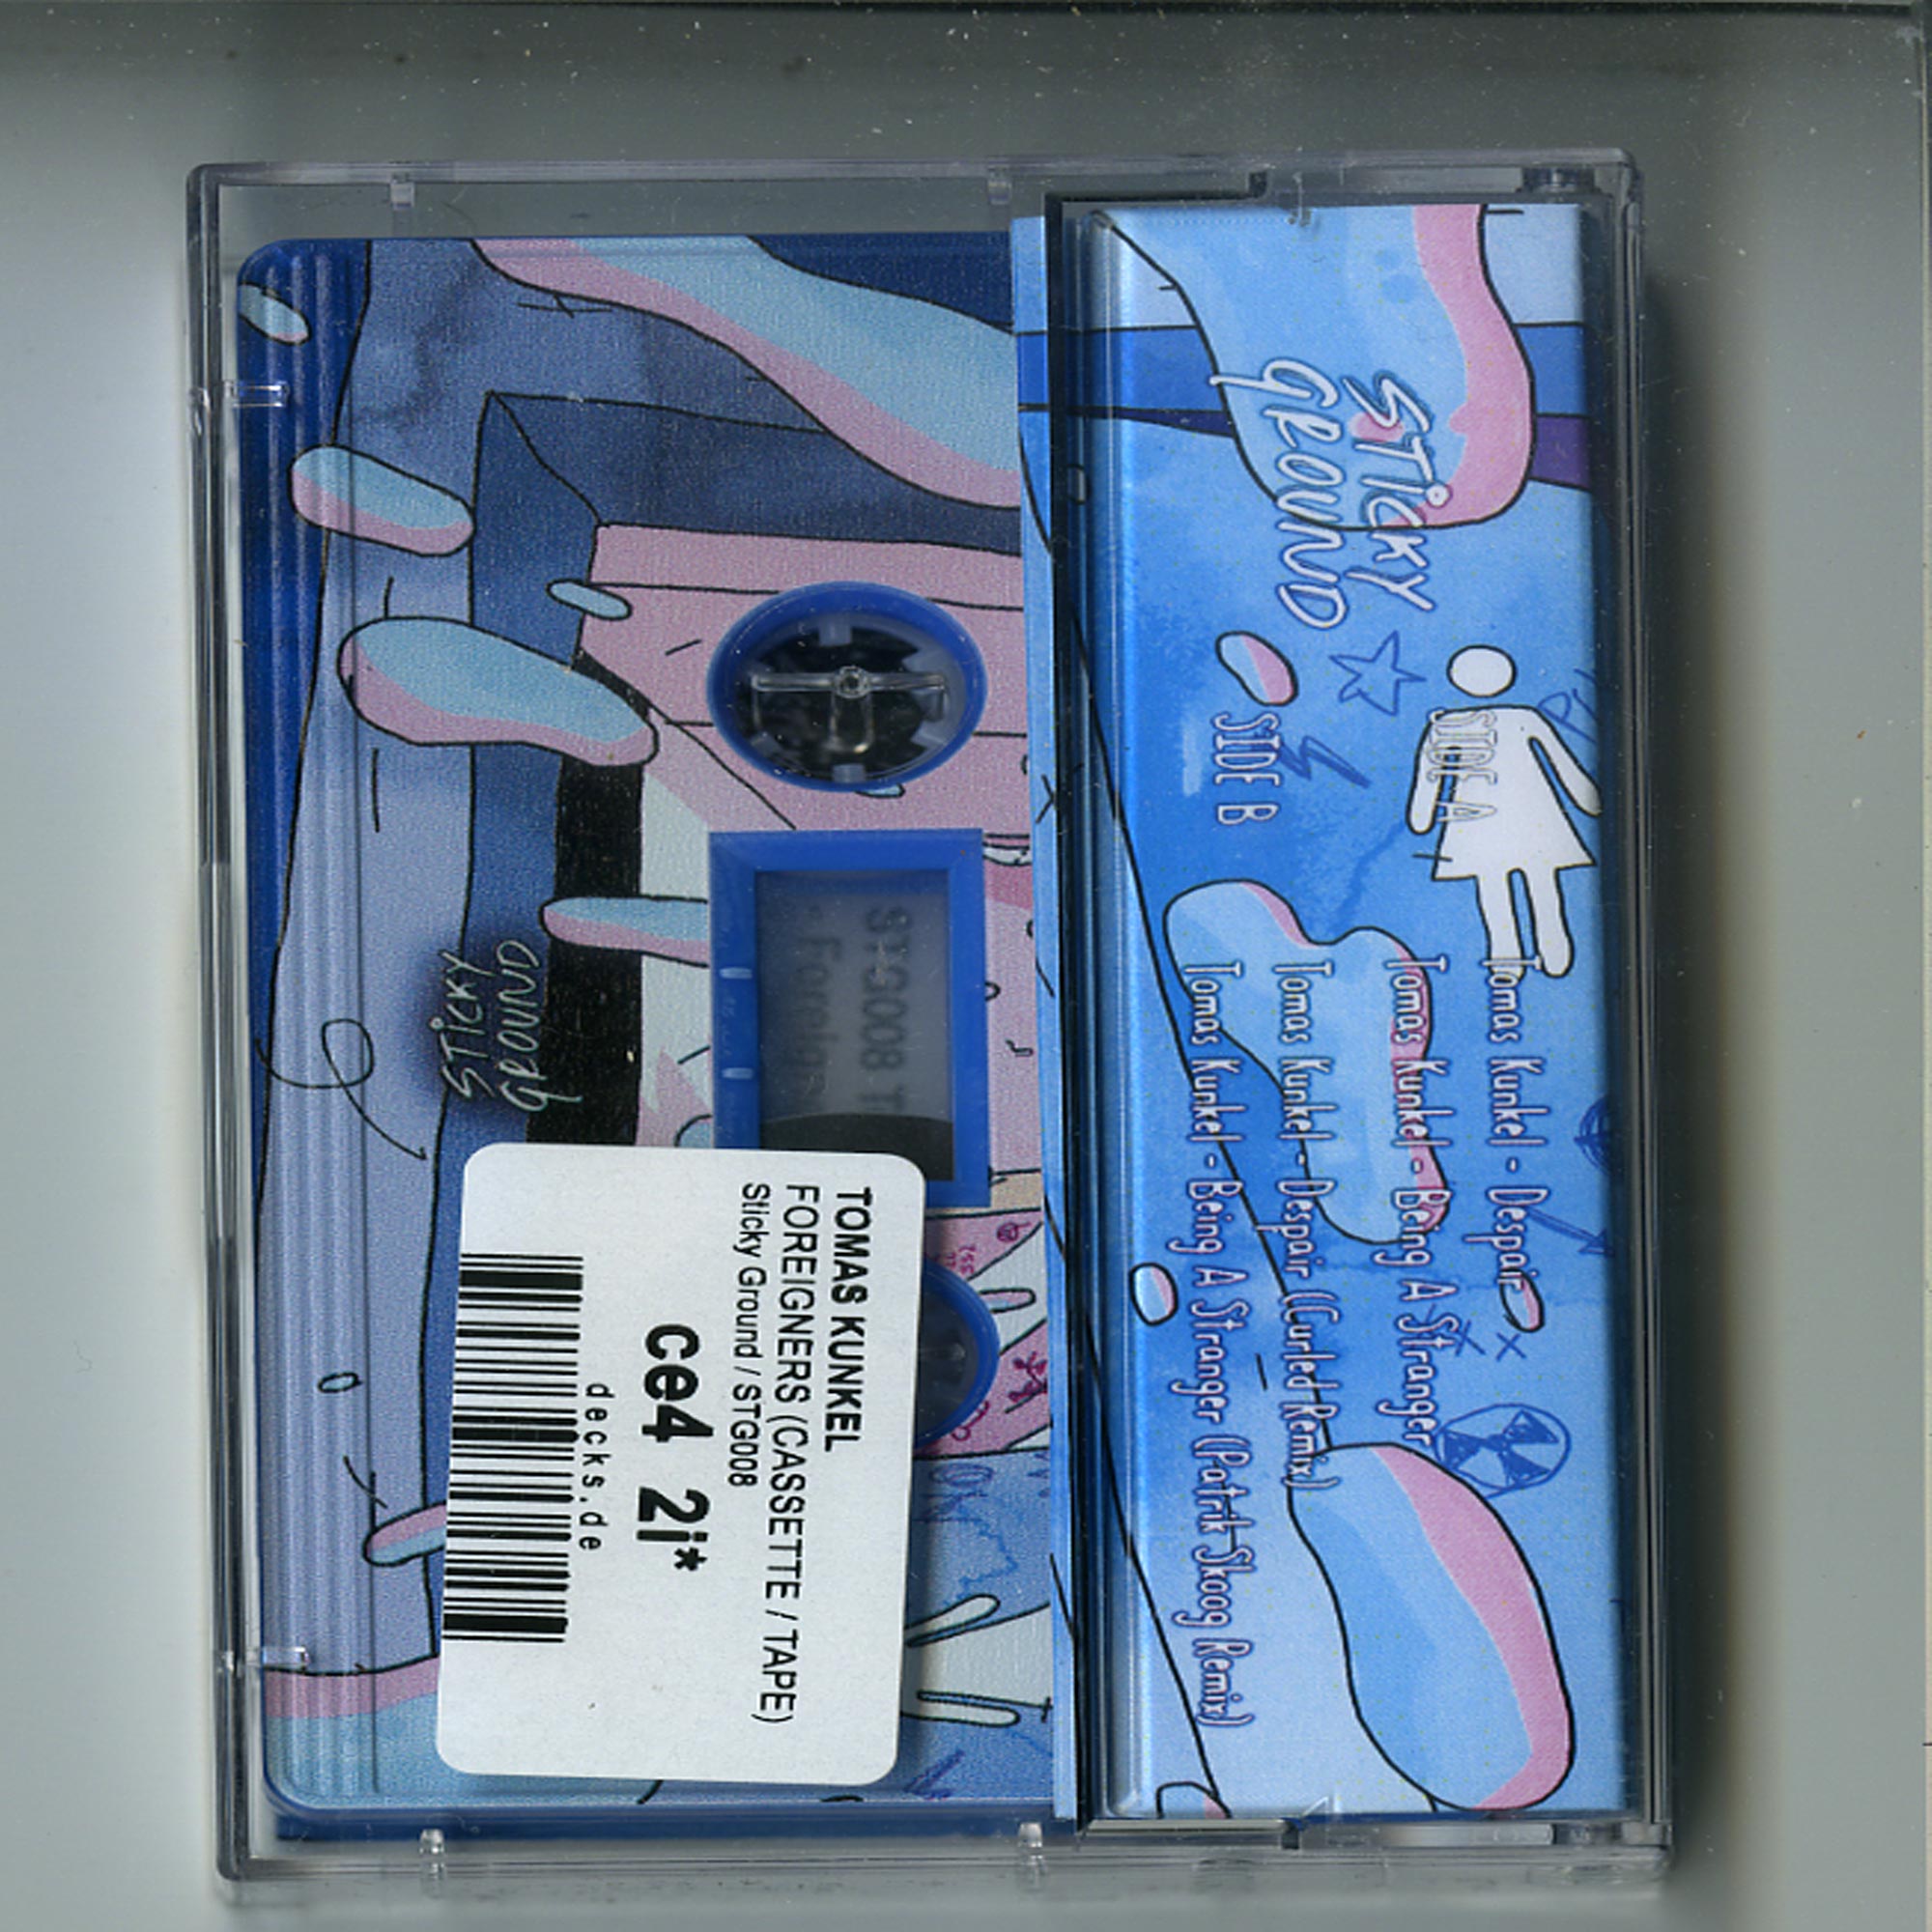 STICKY
GROUND
SIDE A
Tomas Kunkel - Despair
Tomas Kunkel - Being A Stranger
SIDE B
Tomas Kunkel - Despair (Curled Remix)
Tomas Kunkel - Being A Stranger (Patrik Skoog Remix)
STG008 T
- Foreign
STICKY
GROUND
TOMAS KUNKEL
FOREIGNERS (CASSETTE / TAPE)
Sticky Ground / STG008
ce4 2i*
decks.de